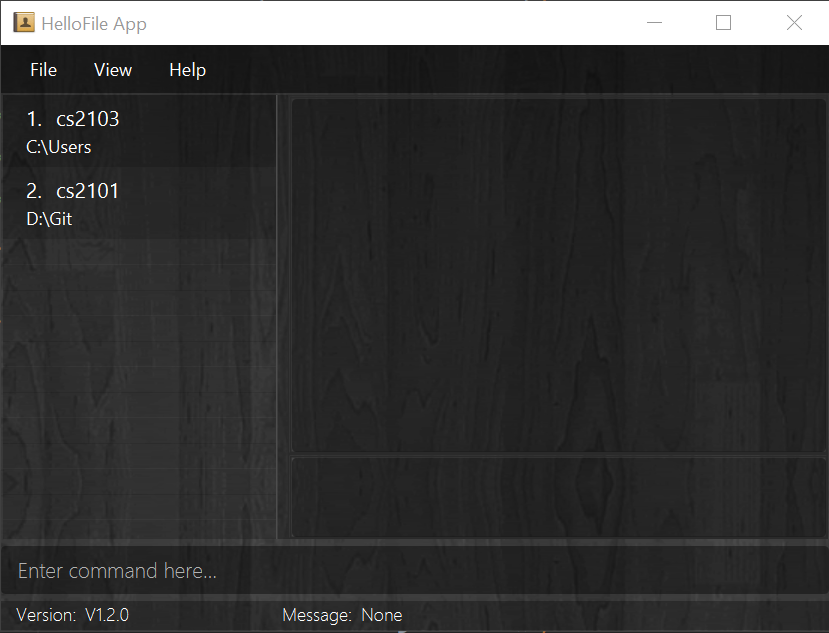 HelloFile App
File View Help
1. cs2103
C:\Users
2. cs2101
D:\Git
Enter command here...
Version: V1.2.0 Message: None